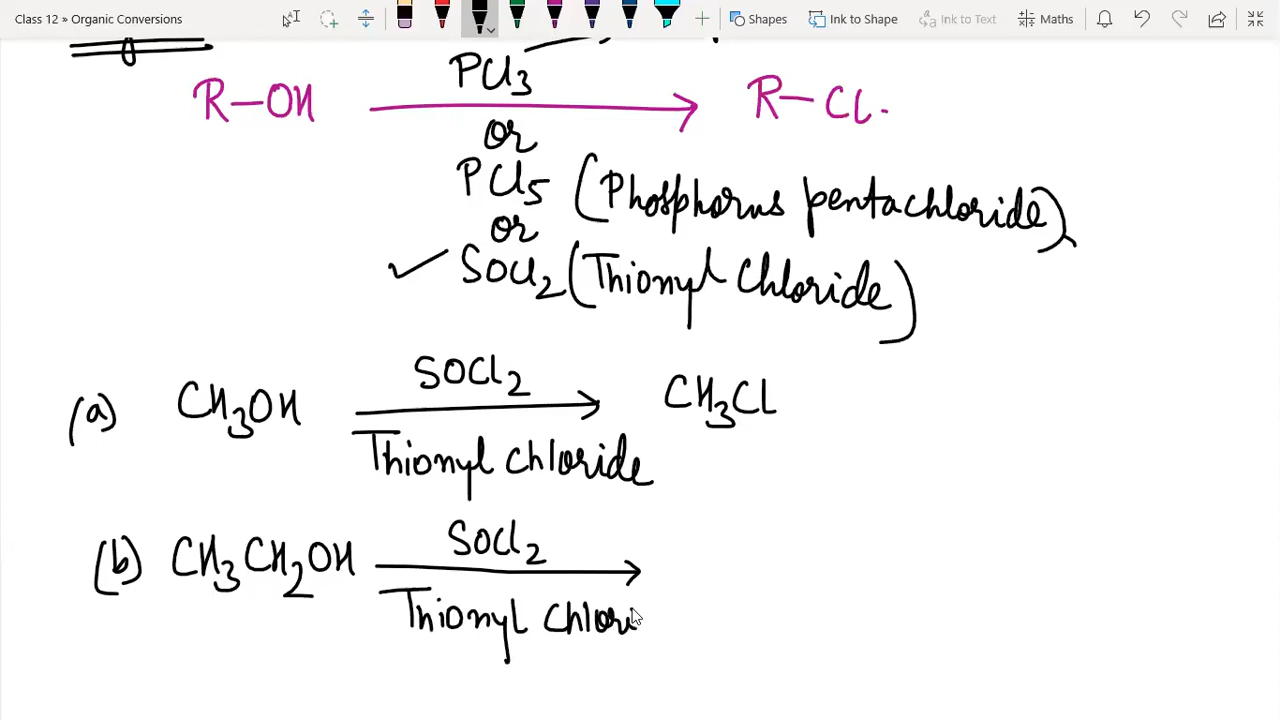 Class 12 » Organic Conversions
Shapes Ink to Shape Ink to Text Maths
PCl3
R-OH R-Cl.
or
PCl5 (Phosphorus pentachloride)
or
✓ SOCl2 (Thionyl Chloride)
SOCl2
(a) CH3OH CH3Cl
Thionyl Chloride
SOCl2
(b) CH3CH2OH
Thionyl Chlori